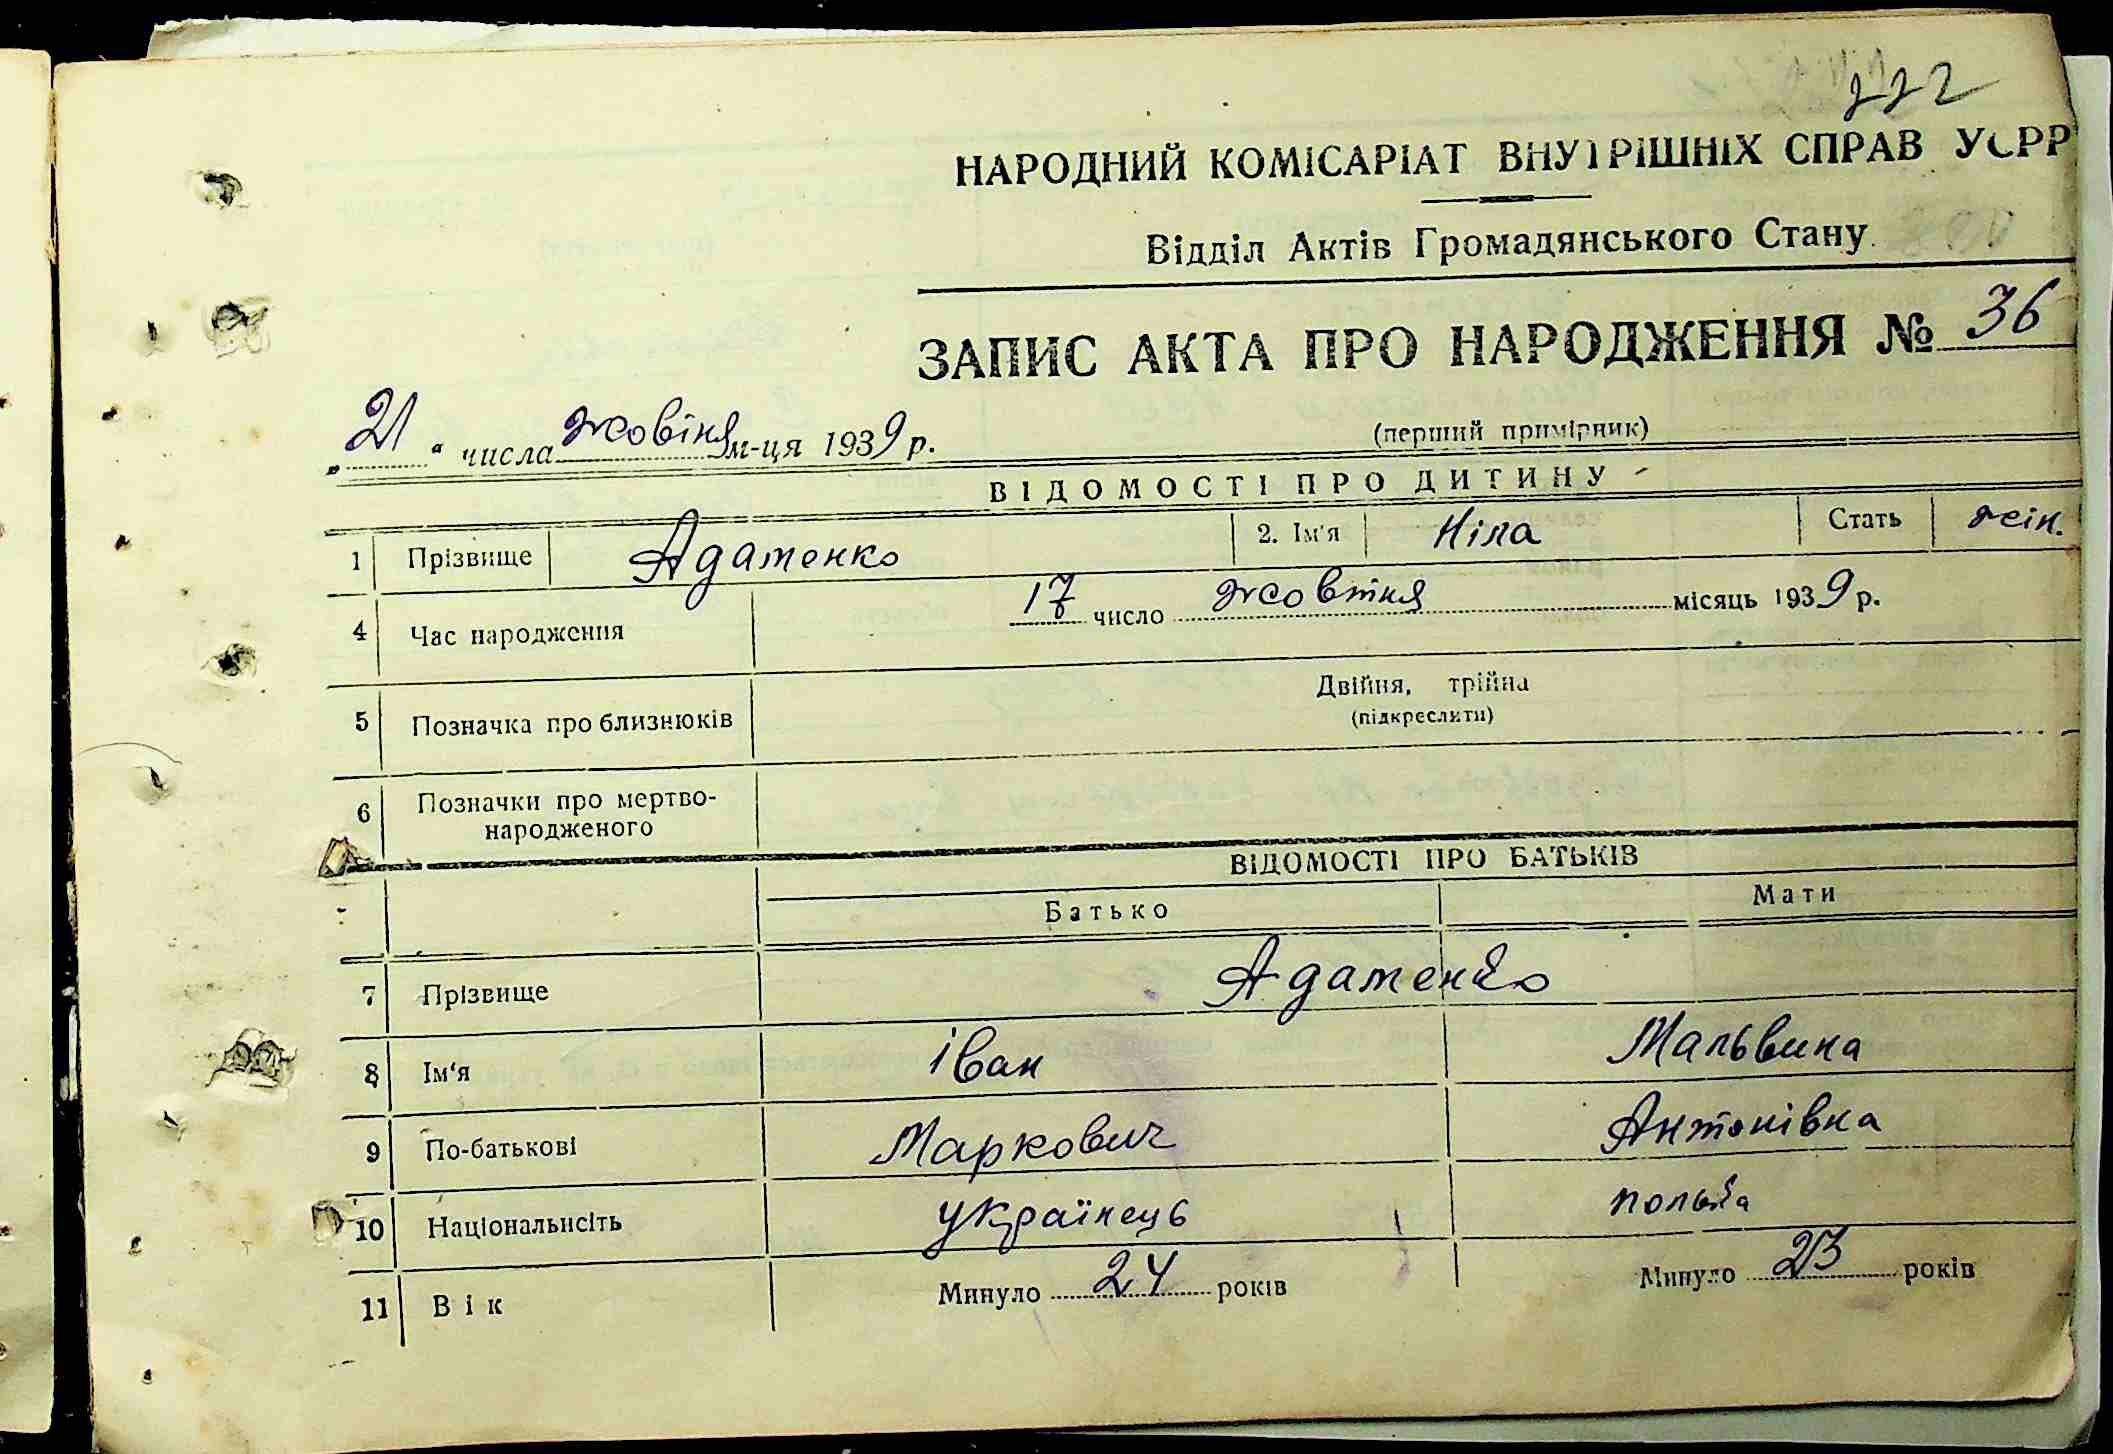 222
НАРОДНИЙ КОМІСАРІАТ ВНУТРІШНІХ СПРАВ УСРР
Відділ Актів Громадянського Стану
ЗАПИС АКТА ПРО НАРОДЖЕННЯ № 36
„21“ числа жовтня м-ця 1939 р.
(перший примірник)
ВІДОМОСТІ ПРО ДИТИНУ
1 Прізвище Адаменко 2. Ім'я Ніла Стать жін.
4 Час народження 17 число жовтня місяць 1939 р.
5 Позначка про близнюків Двійня, трійна
(підкреслити)
6 Позначки про мертво-
народженого
ВІДОМОСТІ ПРО БАТЬКІВ
Батько Мати
7 Прізвище Адаменко
8 Ім'я Іван Мальвина
9 По-батькові Маркович Антонівна
10 Національність українець полька
11 Вік Минуло 24 років Минуло 23 років